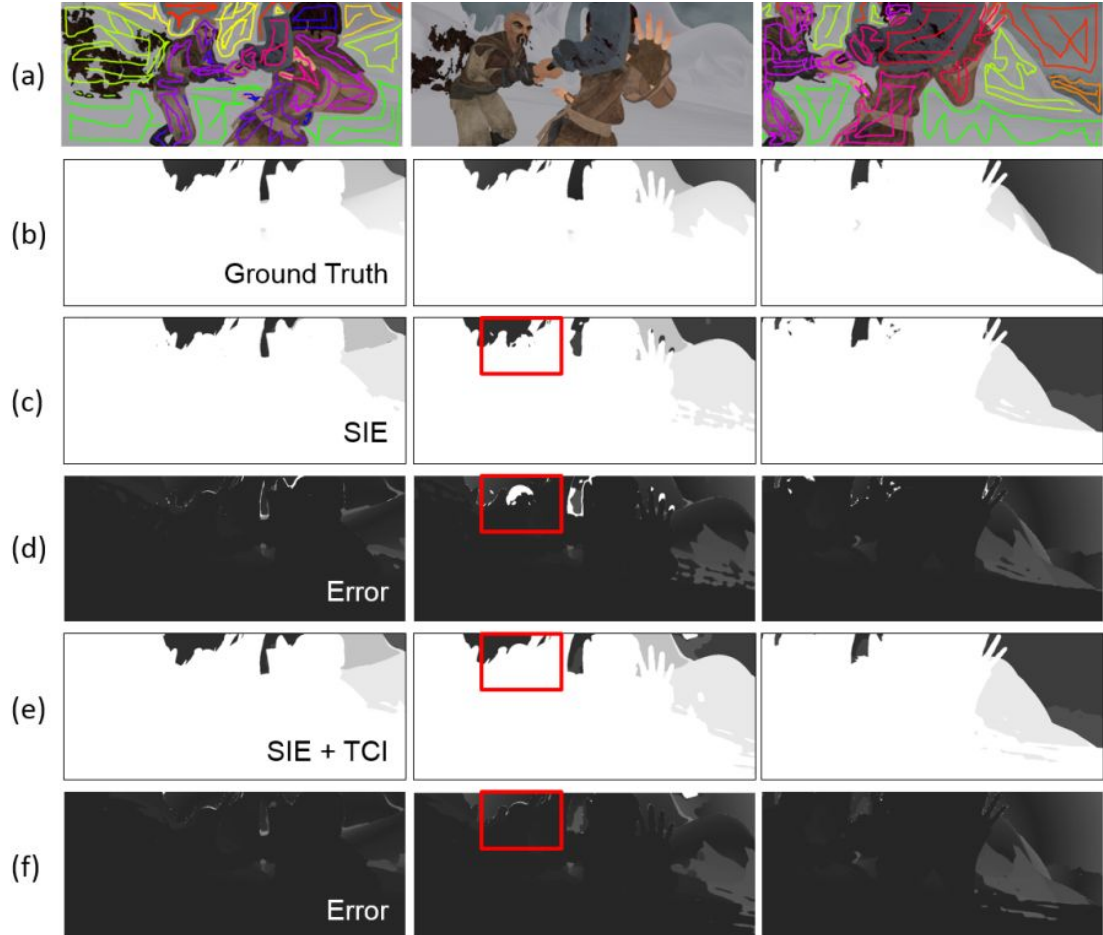 (a)
(b)
Ground Truth
(c)
SIE
(d)
Error
(e)
SIE + TCI
(f)
Error